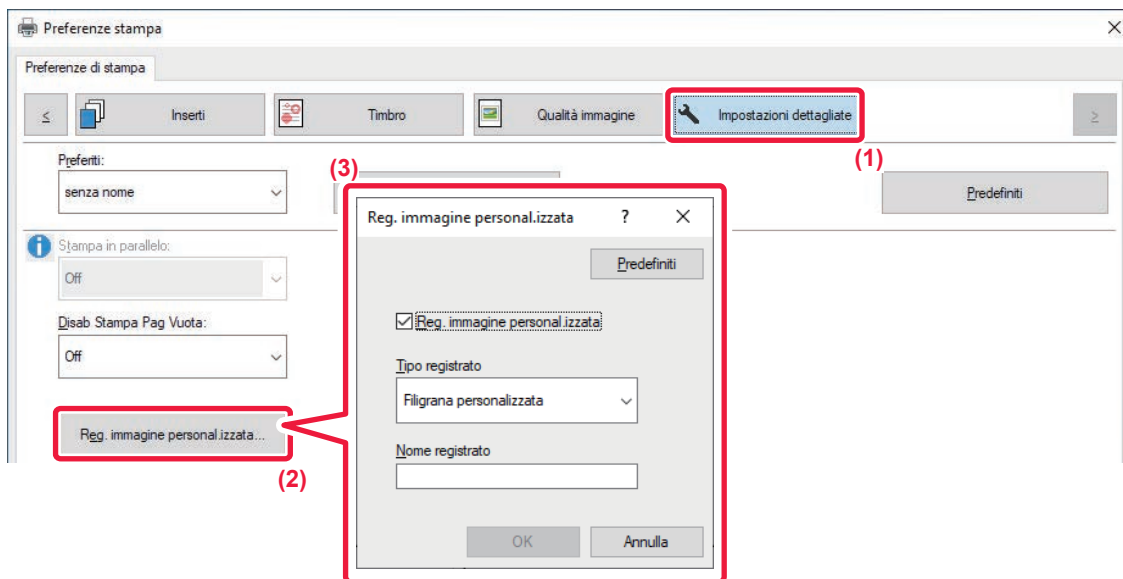 Preferenze stampa
Preferenze di stampa
<
Inserti
Timbro
Qualità immagine
Impostazioni dettagliate
>
(1)
Preferiti:
senza nome
(3)
Predefiniti
Stampa in parallelo:
Off
Disab Stampa Pag Vuota:
Off
Reg. immagine personal.izzata...
(2)
Reg. immagine personal.izzata
?
Predefiniti
Reg. immagine personal.izzata
Tipo registrato
Filigrana personalizzata
Nome registrato
OK
Annulla